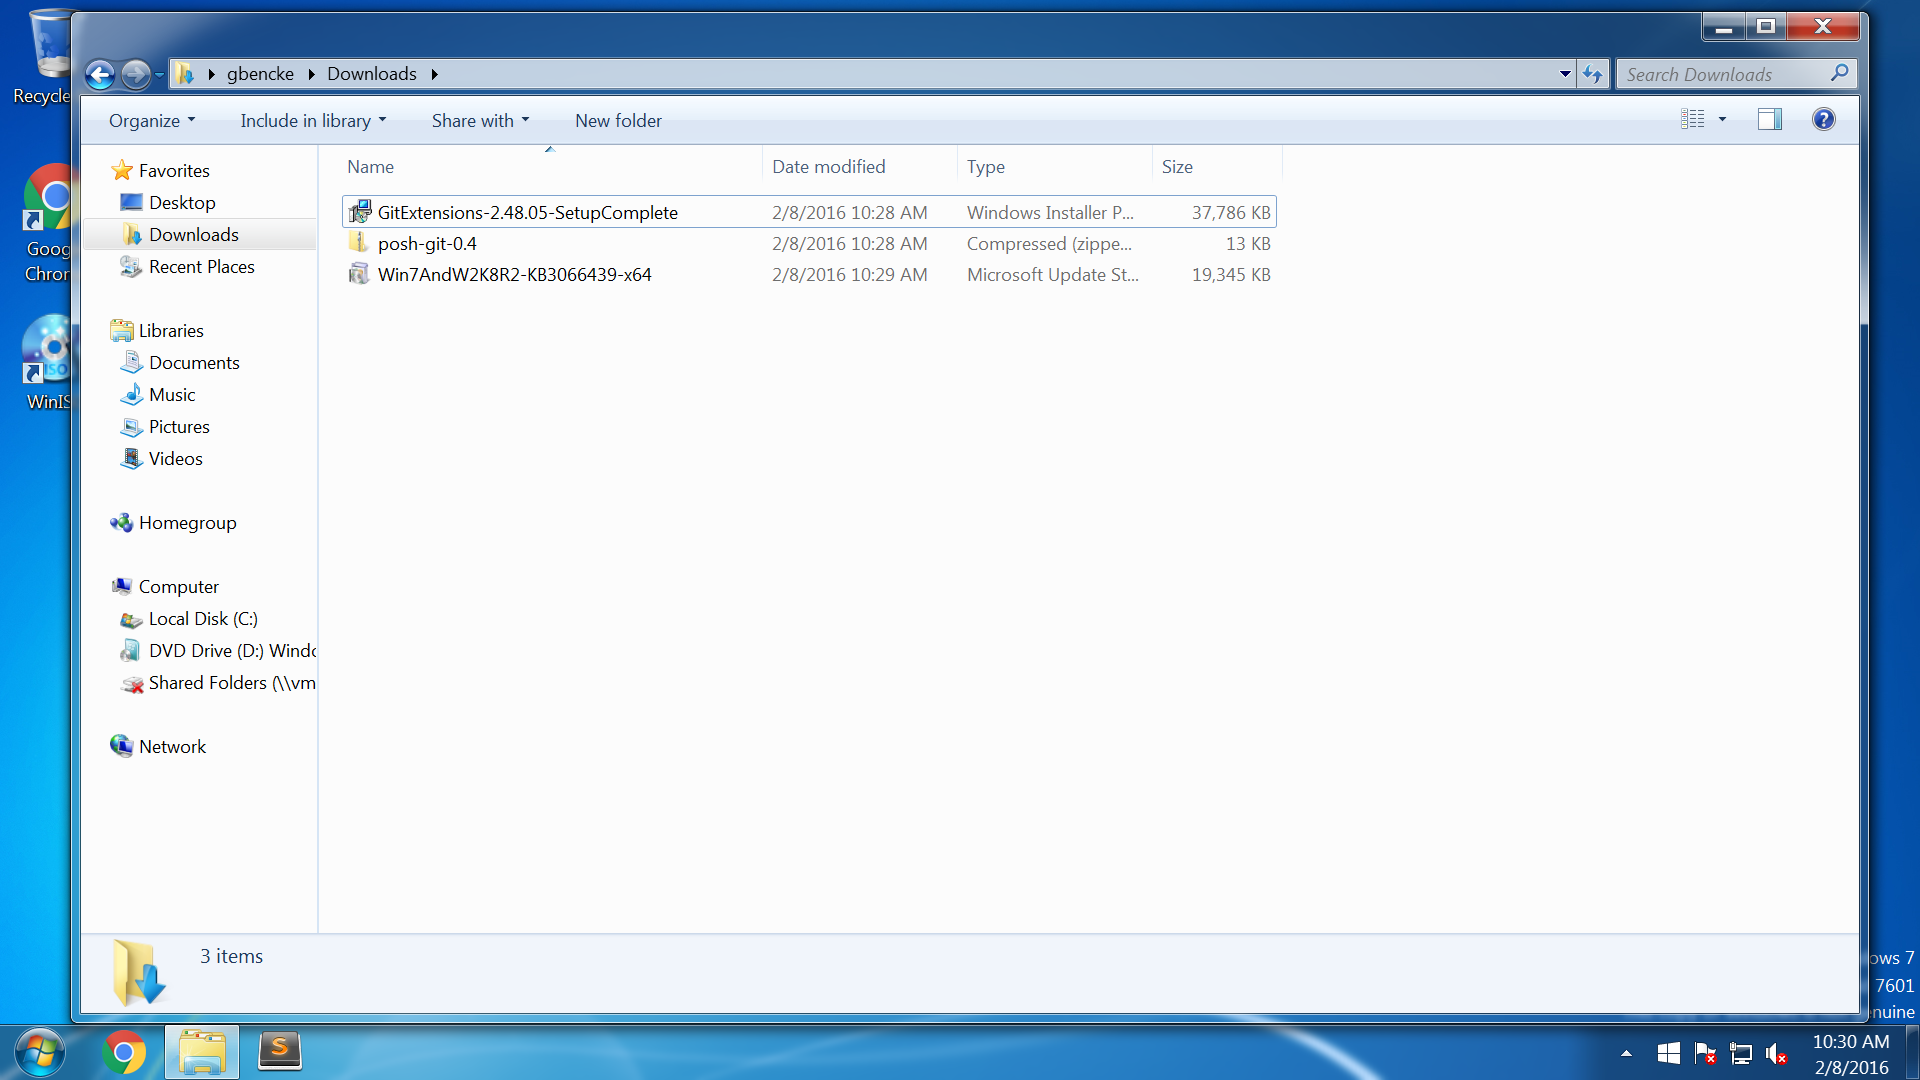 Recycle
Goog
Chron
WinIS
gbencke Downloads
Search Downloads
Organize Include in library Share with New folder
Favorites
Desktop
Downloads
Recent Places
Libraries
Documents
Music
Pictures
Videos
Homegroup
Computer
Local Disk (C:)
DVD Drive (D:) Windo
Shared Folders (\\vm
Network
Name Date modified Type Size
GitExtensions-2.48.05-SetupComplete 2/8/2016 10:28 AM Windows Installer P... 37,786 KB
posh-git-0.4 2/8/2016 10:28 AM Compressed (zippe... 13 KB
Win7AndW2K8R2-KB3066439-x64 2/8/2016 10:29 AM Microsoft Update St... 19,345 KB
3 items
ows 7
7601
enuine
10:30 AM
2/8/2016